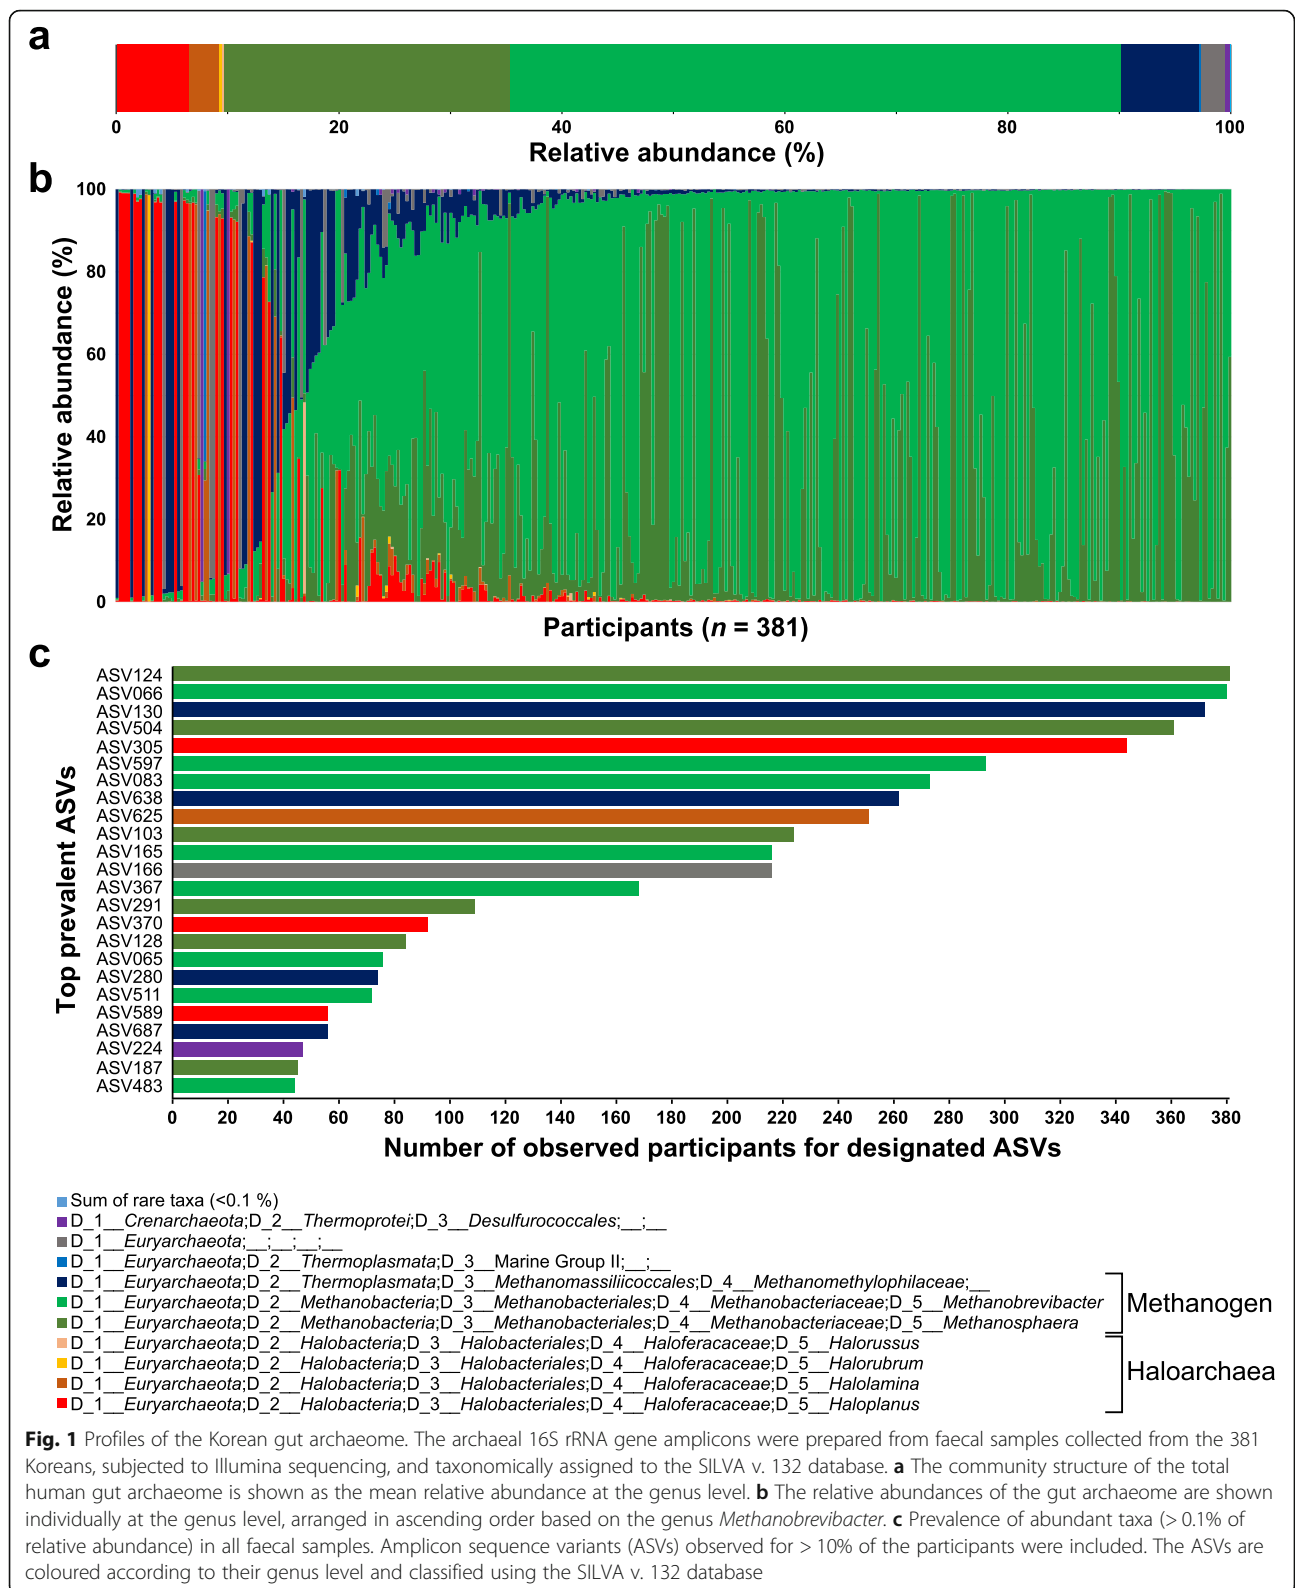 a
0 20 40 60 80 100
Relative abundance (%)
b
Relative abundance (%)
100
80
60
40
20
0
Participants (n = 381)
c
Top prevalent ASVs
ASV124
ASV066
ASV130
ASV504
ASV305
ASV597
ASV083
ASV638
ASV625
ASV103
ASV165
ASV166
ASV367
ASV291
ASV370
ASV128
ASV065
ASV280
ASV511
ASV589
ASV687
ASV224
ASV187
ASV483
0 20 40 60 80 100 120 140 160 180 200 220 240 260 280 300 320 340 360 380
Number of observed participants for designated ASVs
Sum of rare taxa (<0.1 %)
D_1__Crenarchaeota;D_2__Thermoprotei;D_3__Desulfurococcales;__;__
D_1__Euryarchaeota;__;__;__;__
D_1__Euryarchaeota;D_2__Thermoplasmata;D_3__Marine Group II;__;__
D_1__Euryarchaeota;D_2__Thermoplasmata;D_3__Methanomassiliicoccales;D_4__Methanomethylophilaceae;__
D_1__Euryarchaeota;D_2__Methanobacteria;D_3__Methanobacteriales;D_4__Methanobacteriaceae;D_5__Methanobrevibacter
D_1__Euryarchaeota;D_2__Methanobacteria;D_3__Methanobacteriales;D_4__Methanobacteriaceae;D_5__Methanosphaera
Methanogen
D_1__Euryarchaeota;D_2__Halobacteria;D_3__Halobacteriales;D_4__Haloferacaceae;D_5__Halorussus
D_1__Euryarchaeota;D_2__Halobacteria;D_3__Halobacteriales;D_4__Haloferacaceae;D_5__Halorubrum
D_1__Euryarchaeota;D_2__Halobacteria;D_3__Halobacteriales;D_4__Haloferacaceae;D_5__Halolamina
D_1__Euryarchaeota;D_2__Halobacteria;D_3__Halobacteriales;D_4__Haloferacaceae;D_5__Haloplanus
Haloarchaea
Fig. 1 Profiles of the Korean gut archaeome. The archaeal 16S rRNA gene amplicons were prepared from faecal samples collected from the 381
Koreans, subjected to Illumina sequencing, and taxonomically assigned to the SILVA v. 132 database. a The community structure of the total
human gut archaeome is shown as the mean relative abundance at the genus level. b The relative abundances of the gut archaeome are shown
individually at the genus level, arranged in ascending order based on the genus Methanobrevibacter. c Prevalence of abundant taxa (> 0.1% of
relative abundance) in all faecal samples. Amplicon sequence variants (ASVs) observed for > 10% of the participants were included. The ASVs are
coloured according to their genus level and classified using the SILVA v. 132 database